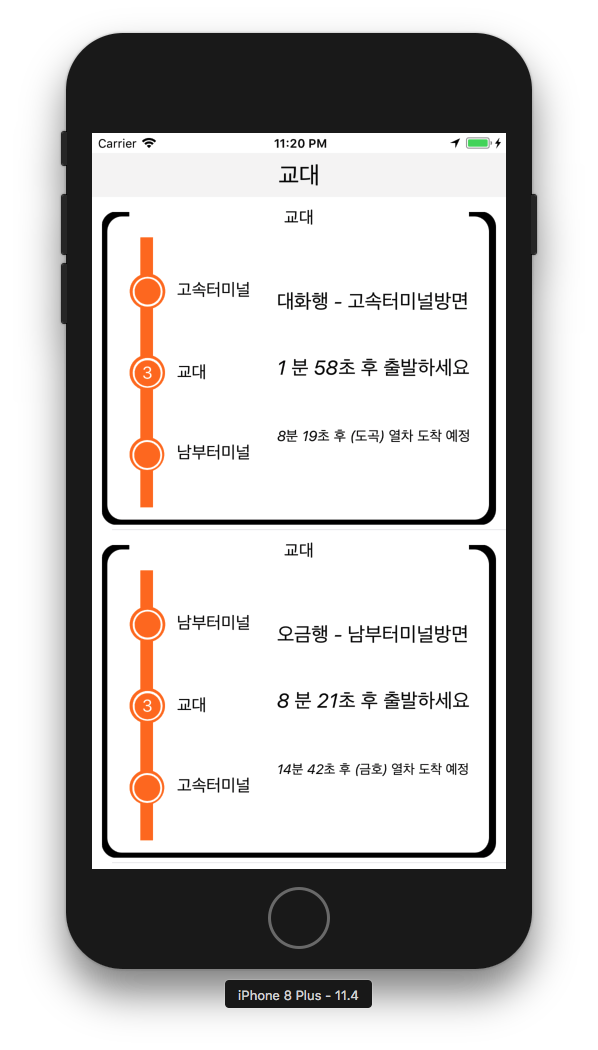 Carrier 11:20 PM
교대
교대
고속터미널
대화행 - 고속터미널방면
3 교대
1 분 58초 후 출발하세요
8분 19초 후 (도곡) 열차 도착 예정
남부터미널
교대
남부터미널
오금행 - 남부터미널방면
3 교대
8 분 21초 후 출발하세요
14분 42초 후 (금호) 열차 도착 예정
고속터미널
iPhone 8 Plus - 11.4